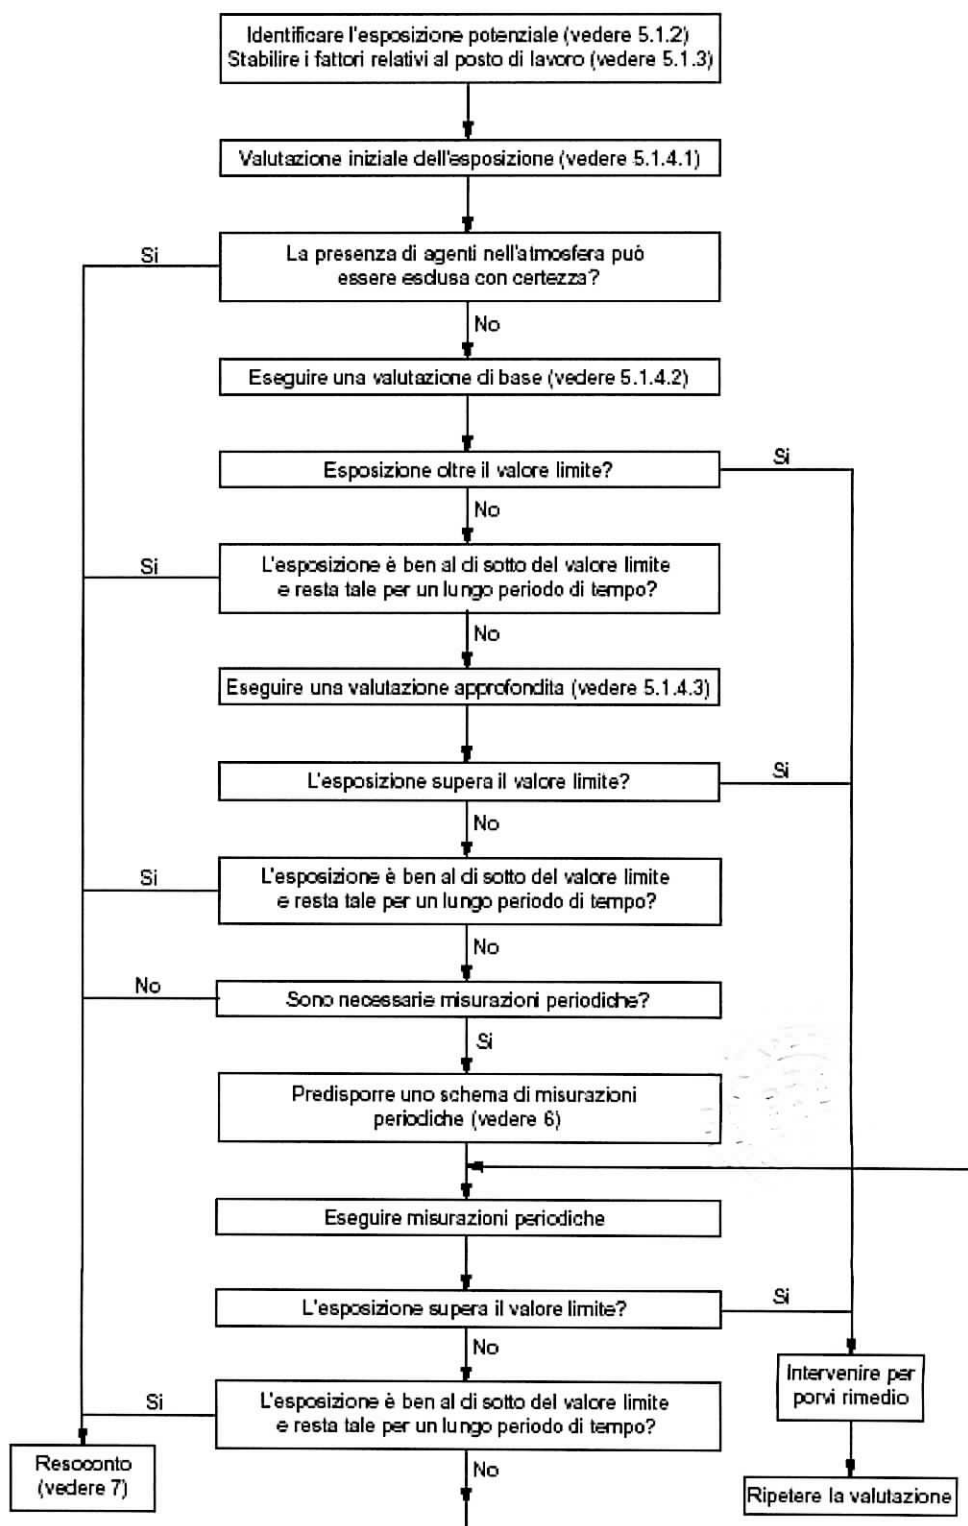 Identificare l'esposizione potenziale (vedere 5.1.2)
Stabilire i fattori relativi al posto di lavoro (vedere 5.1.3)
Valutazione iniziale dell'esposizione (vedere 5.1.4.1)
Si
La presenza di agenti nell'atmosfera può
essere esclusa con certezza?
No
Eseguire una valutazione di base (vedere 5.1.4.2)
Esposizione oltre il valore limite?
Si
No
Si
L'esposizione è ben al di sotto del valore limite
e resta tale per un lungo periodo di tempo?
No
Eseguire una valutazione approfondita (vedere 5.1.4.3)
L'esposizione supera il valore limite?
Si
No
Si
L'esposizione è ben al di sotto del valore limite
e resta tale per un lungo periodo di tempo?
No
No
Sono necessarie misurazioni periodiche?
Si
Predisporre uno schema di misurazioni
periodiche (vedere 6)
Eseguire misurazioni periodiche
L'esposizione supera il valore limite?
Si
No
Si
L'esposizione è ben al di sotto del valore limite
e resta tale per un lungo periodo di tempo?
No
Intervenire per
porvi rimedio
Resoconto
(vedere 7)
Ripetere la valutazione